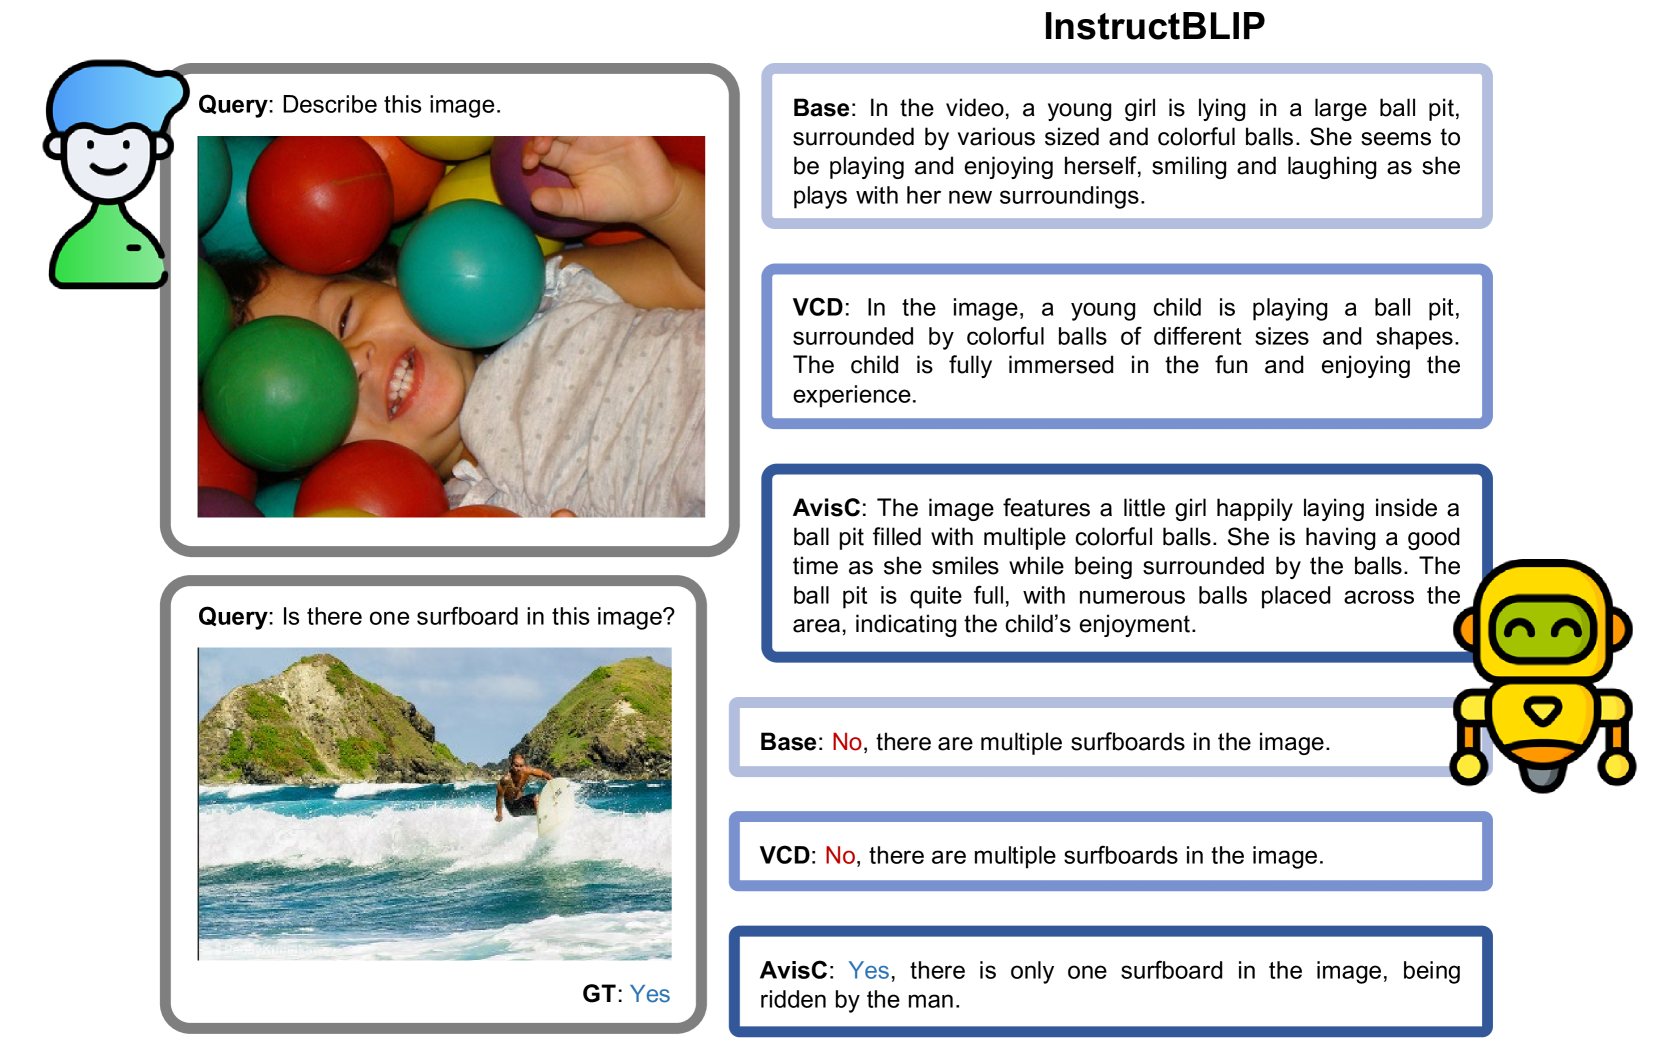 InstructBLIP
Query: Describe this image.
Base: In the video, a young girl is lying in a large ball pit,
surrounded by various sized and colorful balls. She seems to
be playing and enjoying herself, smiling and laughing as she
plays with her new surroundings.
VCD: In the image, a young child is playing a ball pit,
surrounded by colorful balls of different sizes and shapes.
The child is fully immersed in the fun and enjoying the
experience.
AvisC: The image features a little girl happily laying inside a
ball pit filled with multiple colorful balls. She is having a good
time as she smiles while being surrounded by the balls. The
ball pit is quite full, with numerous balls placed across the
area, indicating the child’s enjoyment.
Query: Is there one surfboard in this image?
GT: Yes
Base: No, there are multiple surfboards in the image.
VCD: No, there are multiple surfboards in the image.
AvisC: Yes, there is only one surfboard in the image, being
ridden by the man.